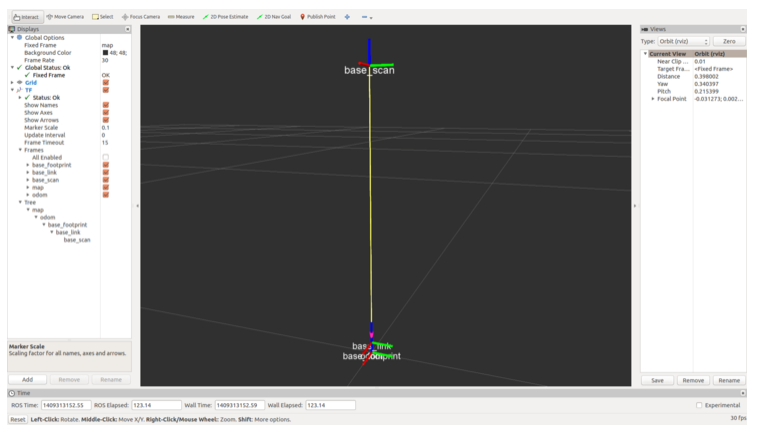 Interact Move Camera Select Focus Camera Measure 2D Pose Estimate 2D Nav Goal Publish Point
Displays
Global Options
Fixed Frame map
Background Color 48; 48;
Frame Rate 30
Global Status: Ok
Fixed Frame OK
Grid
TF
Status: Ok
Show Names
Show Axes
Show Arrows
Marker Scale 0.1
Update Interval 0
Frame Timeout 15
Frames
All Enabled
base_footprint
base_link
base_scan
map
odom
Tree
map
odom
base_footprint
base_link
base_scan
Marker Scale
Scaling factor for all names, axes and arrows.
Add Remove Rename
base_scan
base_link
base_footprint
Views
Type: Orbit (rviz) Zero
Current View Orbit (rviz)
Near Clip ... 0.01
Target Fra... <Fixed Frame>
Distance 0.398002
Yaw 0.340397
Pitch 0.215399
Focal Point -0.031273; 0.002...
Save Remove Rename
Time
ROS Time: 1409313152.55 ROS Elapsed: 123.14 Wall Time: 1409313152.59 Wall Elapsed: 123.14 Experimental
Reset Left-Click: Rotate. Middle-Click: Move X/Y. Right-Click/Mouse Wheel: Zoom. Shift: More options. 30 fps